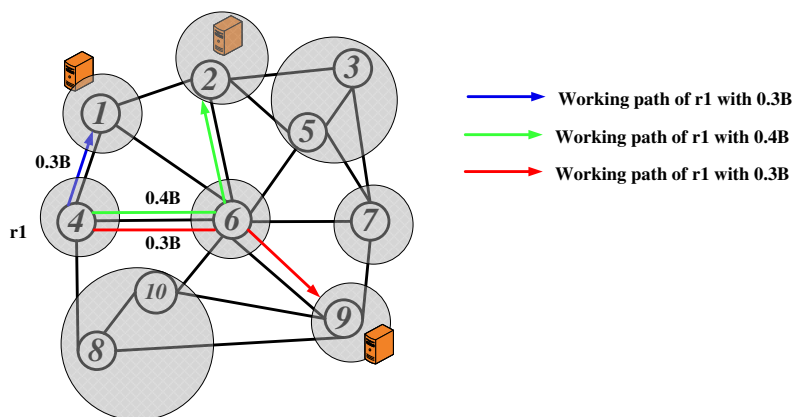 3
2
1
5
Working path of r1 with 0.3B
Working path of r1 with 0.4B
Working path of r1 with 0.3B
0.3B
0.4B
4
6
7
r1
0.3B
10
9
8